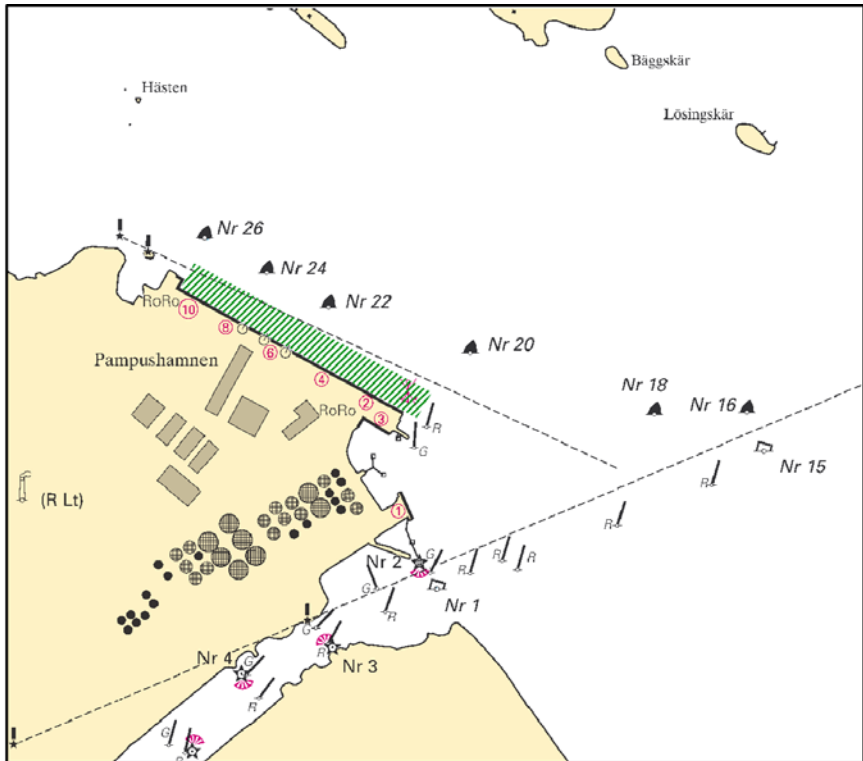 Bäggskär
Hästen
Lösingskär
Nr 26
Nr 24
RoRo
10
Nr 22
8
6
Nr 20
Pampushamnen
4
Nr 18
Nr 16
2
RoRo
3
R
G
Nr 15
R
(R Lt)
1
R
Nr 2
G
R
R
R
G
Nr 1
R
G
R
Nr 3
Nr 4
G
R
G
R